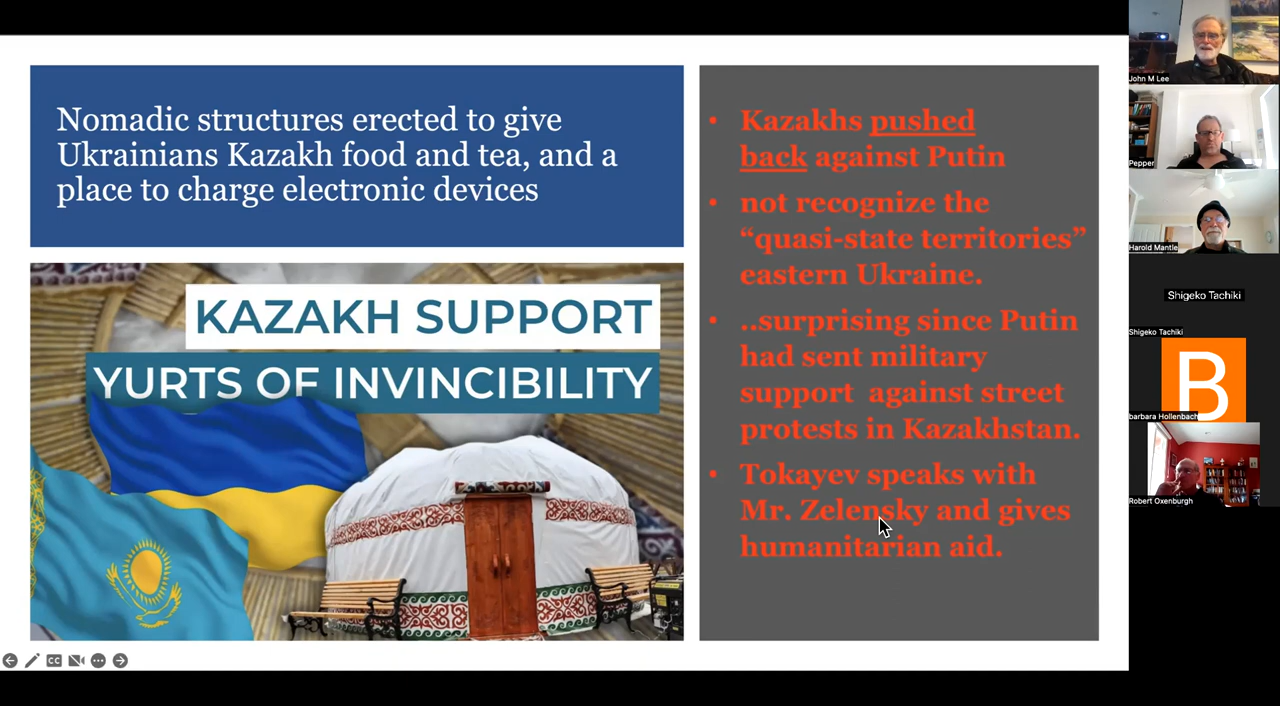 Nomadic structures erected to give
Ukrainians Kazakh food and tea, and a
place to charge electronic devices
KAZAKH SUPPORT
YURTS OF INVINCIBILITY
• Kazakhs pushed
back against Putin
• not recognize the
“quasi-state territories”
eastern Ukraine.
• ..surprising since Putin
had sent military
support  against street
protests in Kazakhstan.
• Tokayev speaks with
Mr. Zelensky and gives
humanitarian aid.
CC
John M Lee
Pepper
Harold Mantle
Shigeko Tachiki
Shigeko Tachiki
B
barbara Hollenbach
Robert Oxenburgh